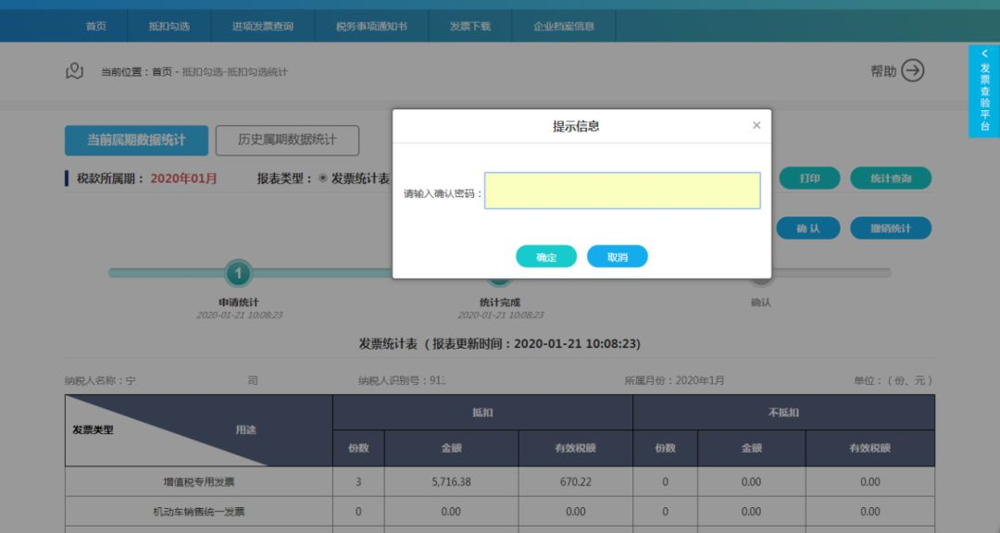 首页 抵扣勾选 进项发票查询 税务事项通知书 发票下载 企业档案信息
当前位置：首页 - 抵扣勾选-抵扣勾选统计 帮助
发票查验平台
当前属期数据统计 历史属期数据统计
提示信息 ×
税款所属期： 2020年01月 报表类型： 发票统计表 打印 统计查询
请输入确认密码：
确 认 撤销统计
确定 取消
1
申请统计 统计完成 确认
2020-01-21 10:08:23 2020-01-21 10:08:23
发票统计表（ 报表更新时间：2020-01-21 10:08:23)
纳税人名称：宁 司 纳税人识别号：91 所属月份：2020年1月 单位：（ 份、元 ）
发票类型 用途 抵扣 不抵扣
份数 金额 有效税额 份数 金额 有效税额
增值税专用发票 3 5,716.38 670.22 0 0.00 0.00
机动车销售统一发票 0 0.00 0.00 0 0.00 0.00